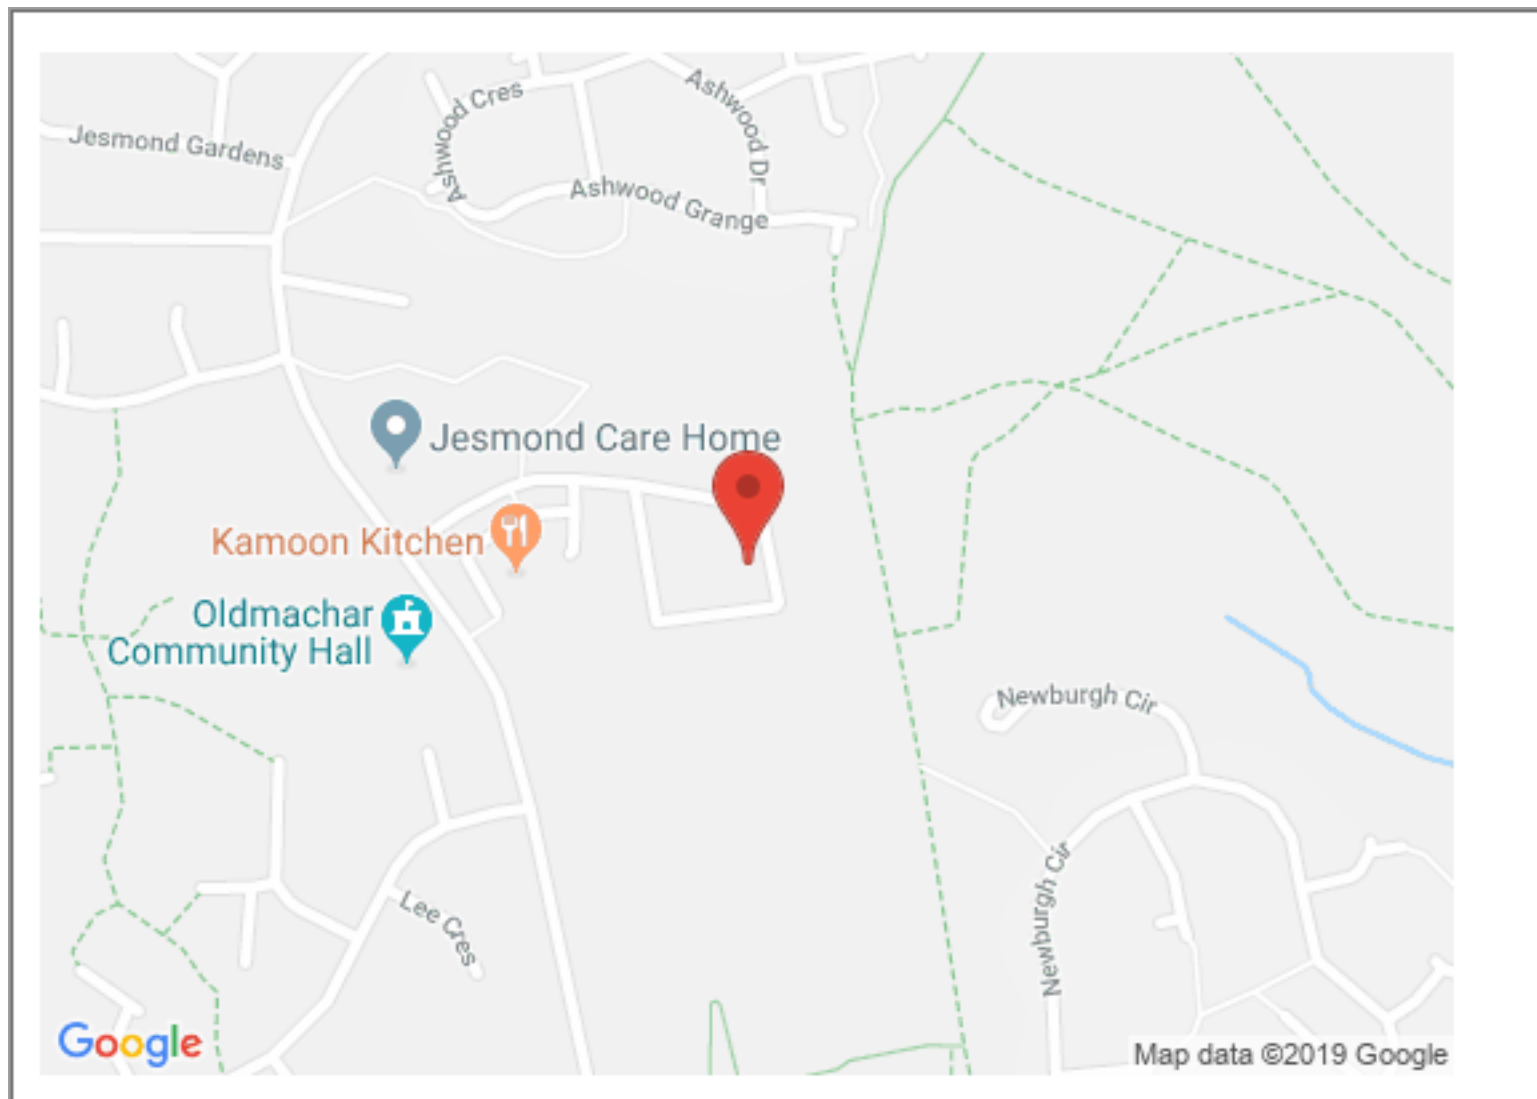 Ashwood Cres
Ashwood Dr
Jesmond Gardens
Ashwood Grange
Jesmond Care Home
Kamoon Kitchen
Oldmachar
Community Hall
Newburgh Cir
Newburgh Cir
Lee Cres
Google
Map data ©2019 Google